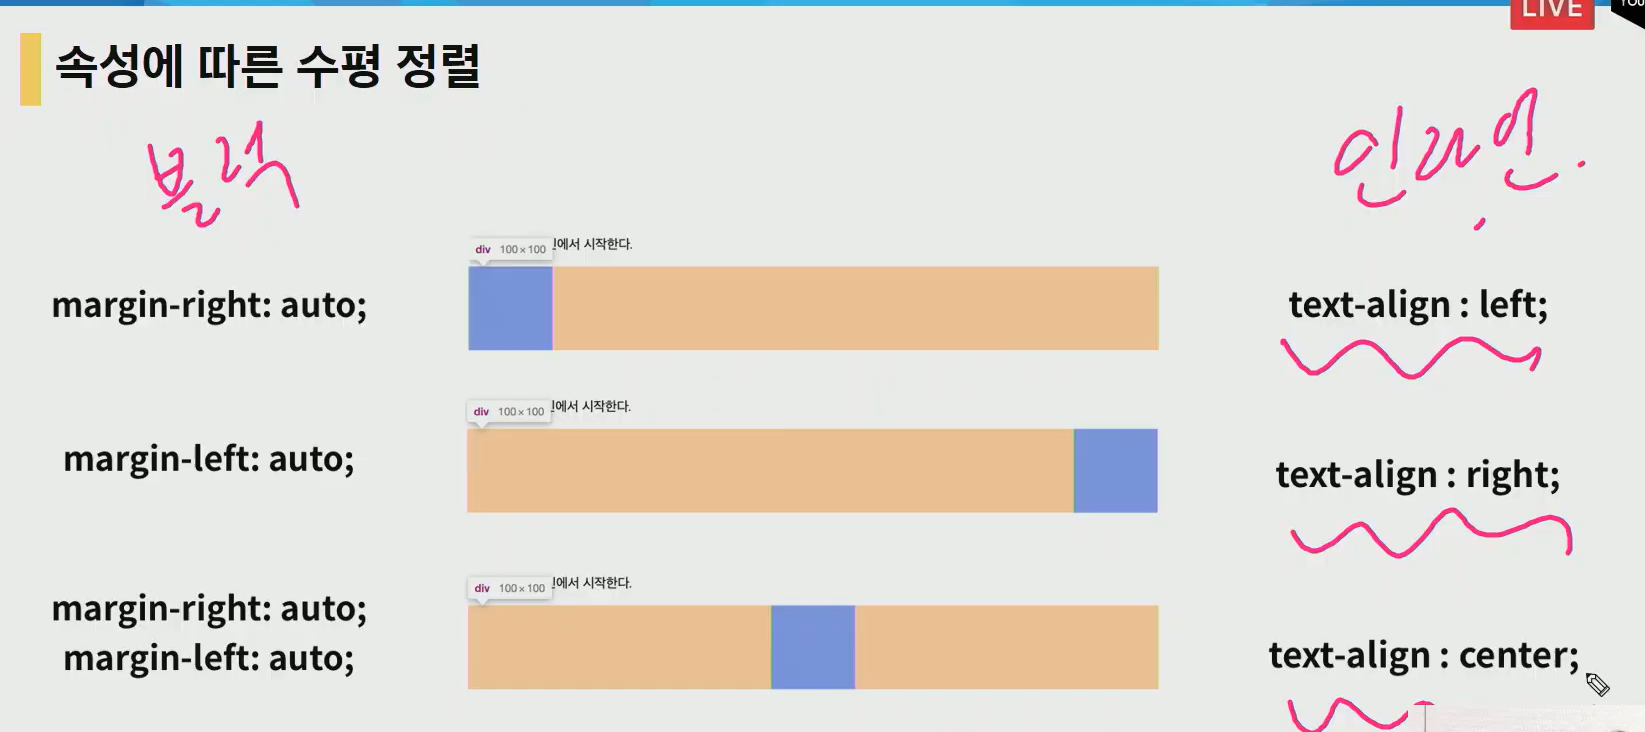 LIVE
YOU
속성에 따른 수평 정렬
블럭
인라인.
div 100×100 에서 시작한다.
margin-right: auto;
text-align : left;
div 100×100 에서 시작한다.
margin-left: auto;
text-align : right;
div 100×100 에서 시작한다.
margin-right: auto;
margin-left: auto;
text-align : center;